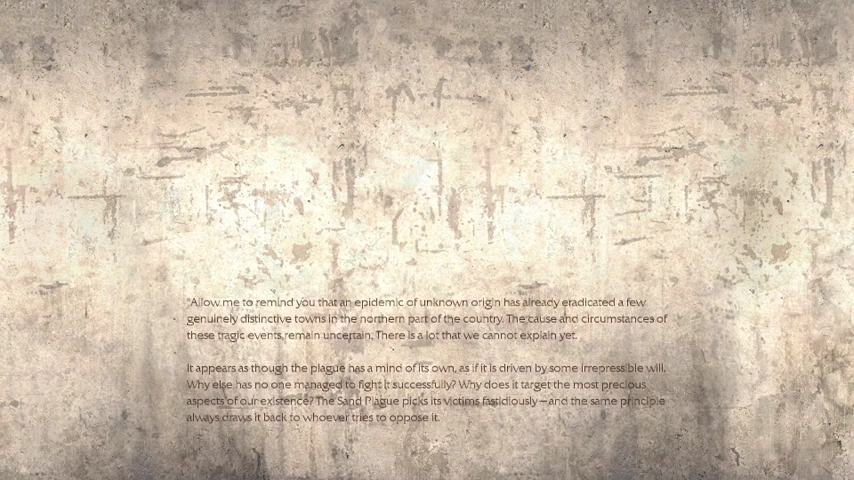 "Allow me to remind you that an epidemic of unknown origin has already eradicated a few
genuinely distinctive towns in the northern part of the country. The cause and circumstances of
these tragic events remain uncertain. There is a lot that we cannot explain yet.
It appears as though the plague has a mind of its own, as if it is driven by some irrepressible will.
Why else has no one managed to fight it successfully? Why does it target the most precious
aspects of our existence? The Sand Plague picks its victims fastidiously – and the same principle
always draws it back to whoever tries to oppose it.